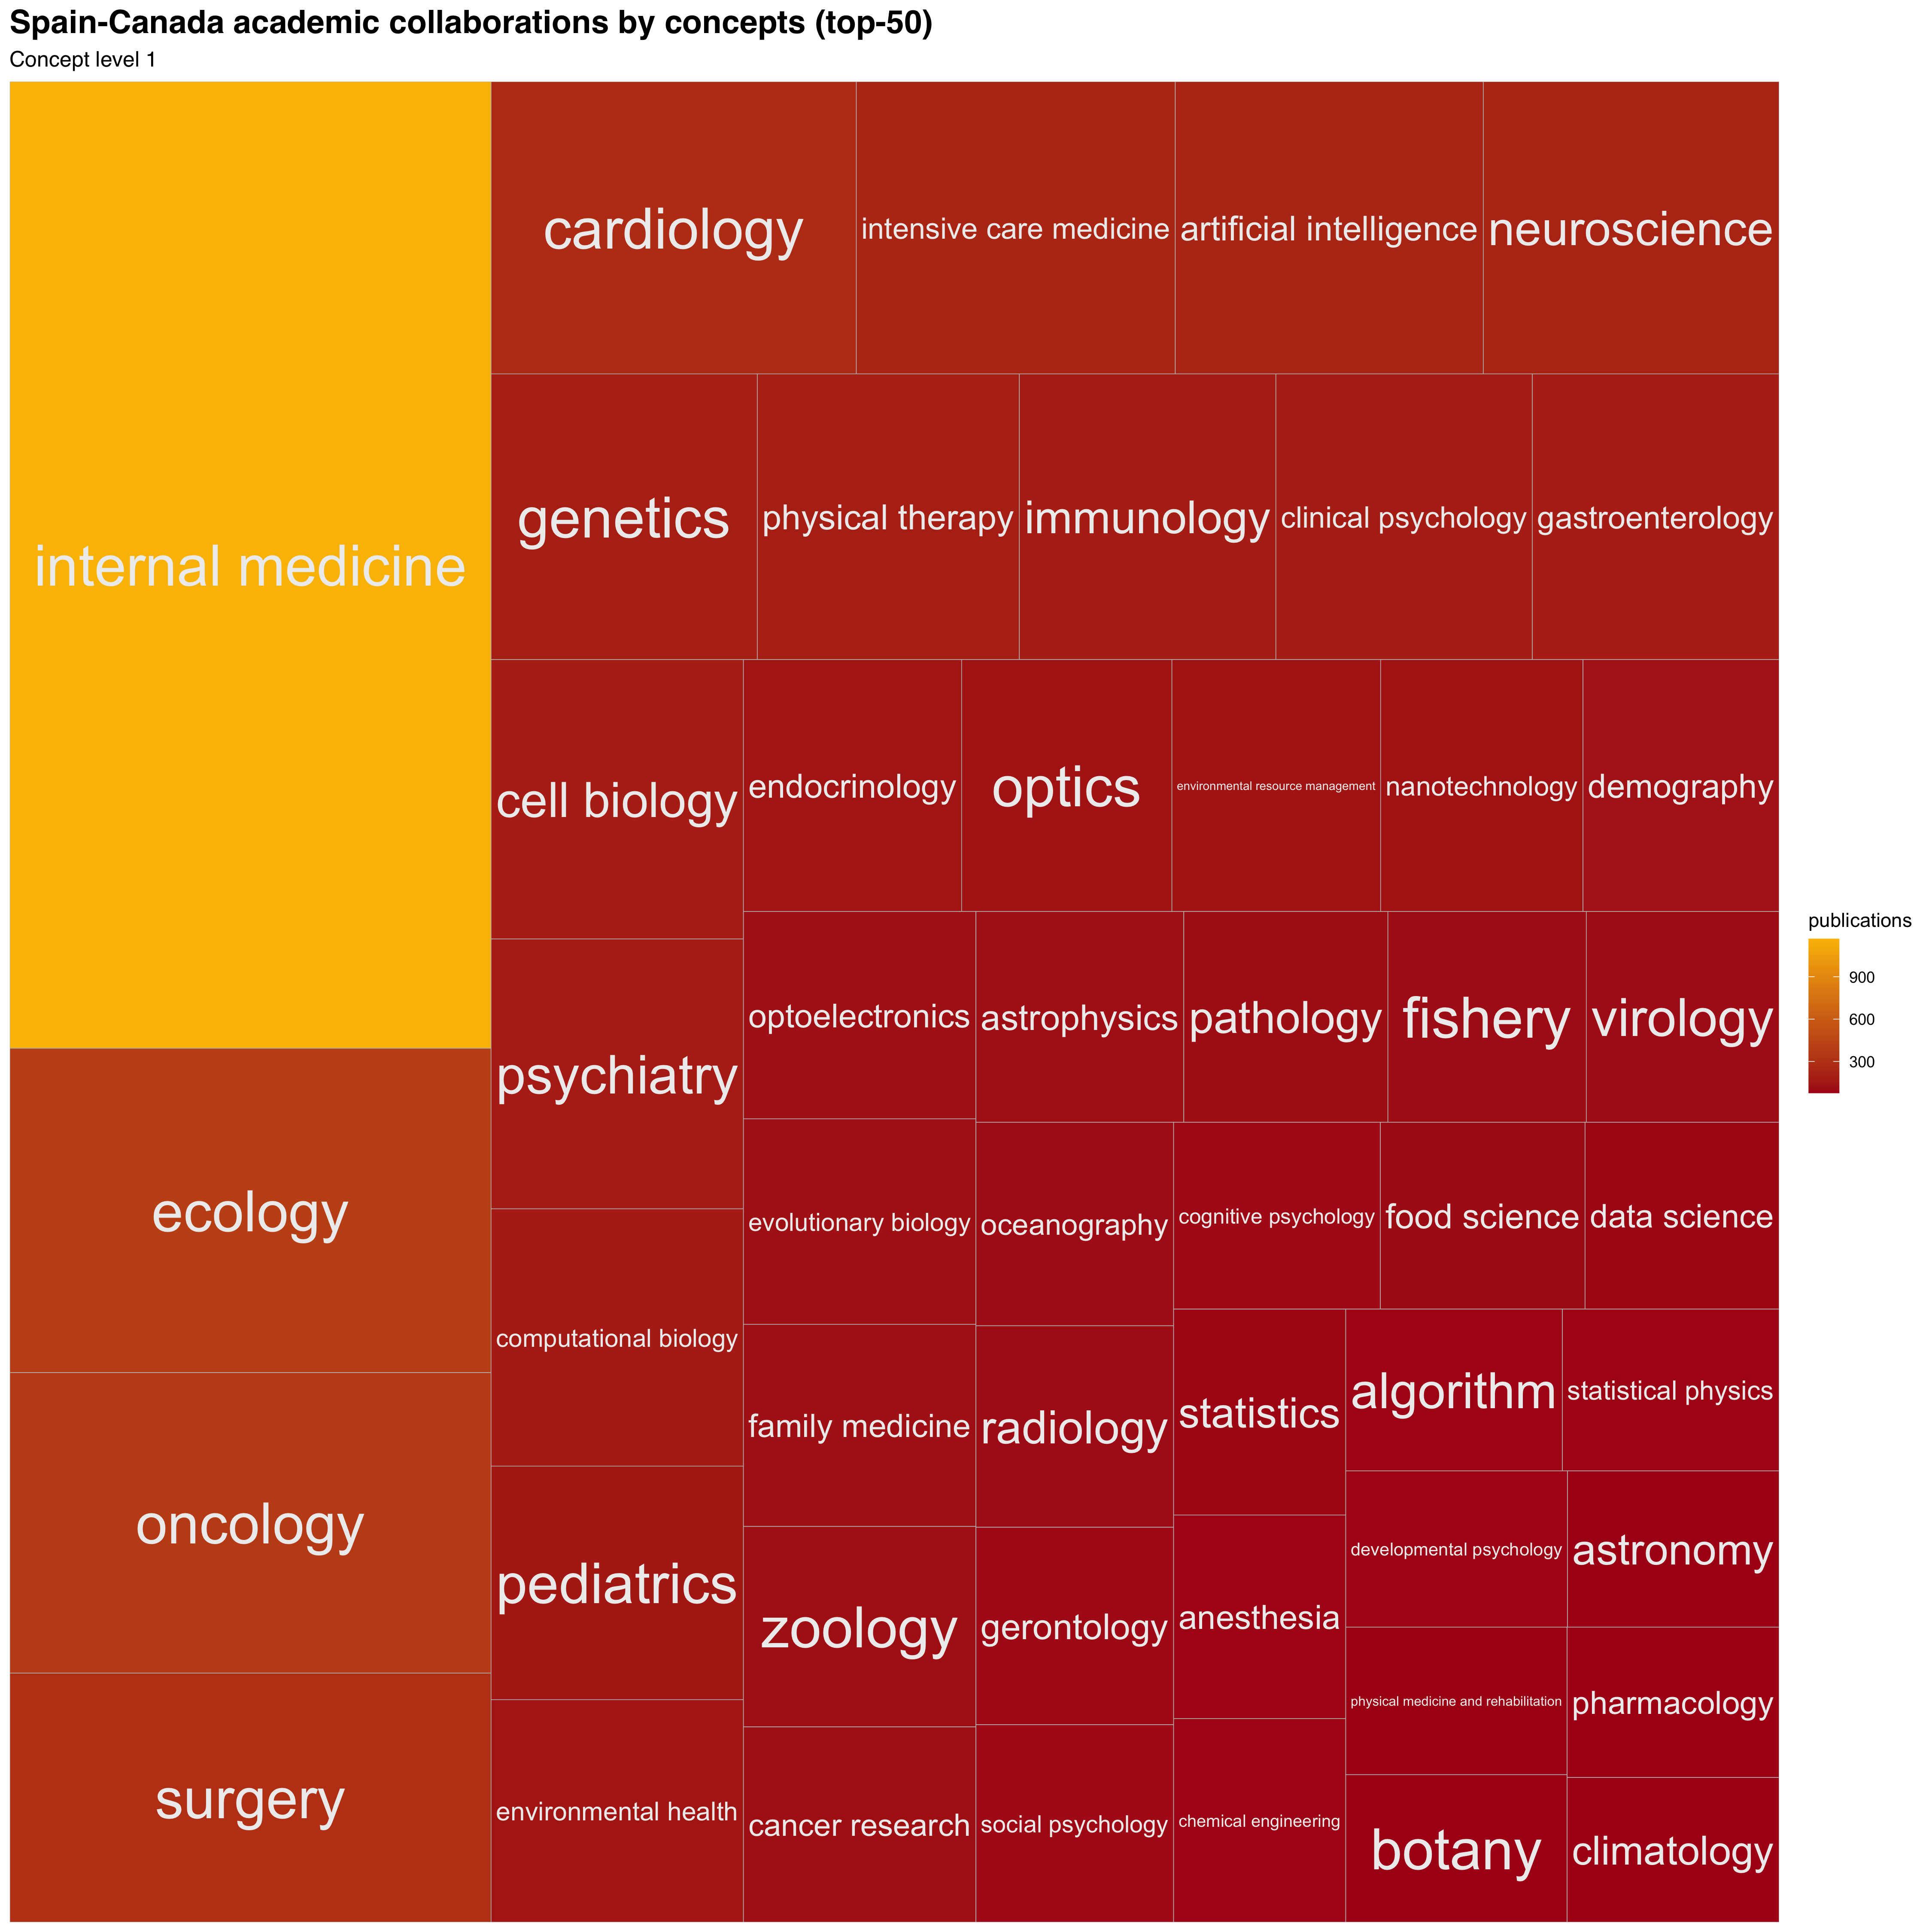 Spain-Canada academic collaborations by concepts (top-50)
Concept level 1
internal medicine
ecology
oncology
surgery
cardiology
intensive care medicine
artificial intelligence
neuroscience
genetics
physical therapy
immunology
clinical psychology
gastroenterology
cell biology
psychiatry
computational biology
pediatrics
environmental health
endocrinology
optics
environmental resource management
nanotechnology
demography
optoelectronics
evolutionary biology
family medicine
zoology
cancer research
astrophysics
pathology
fishery
virology
oceanography
radiology
gerontology
social psychology
cognitive psychology
food science
data science
statistics
anesthesia
chemical engineering
algorithm
statistical physics
developmental psychology
astronomy
physical medicine and rehabilitation
pharmacology
botany
climatology
publications
900
600
300